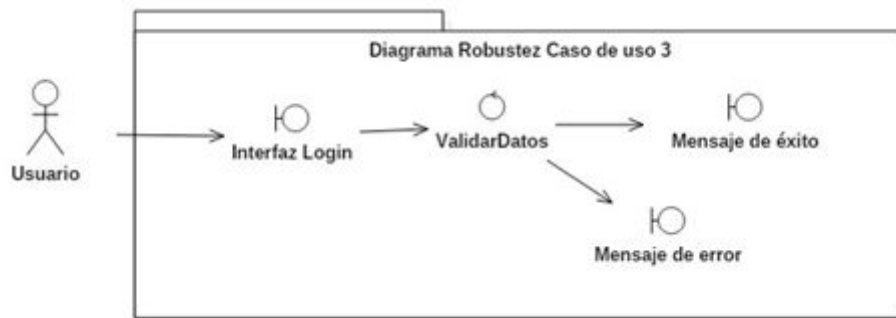 Diagrama Robustez Caso de uso 3
Usuario
Interfaz Login
ValidarDatos
Mensaje de éxito
Mensaje de error